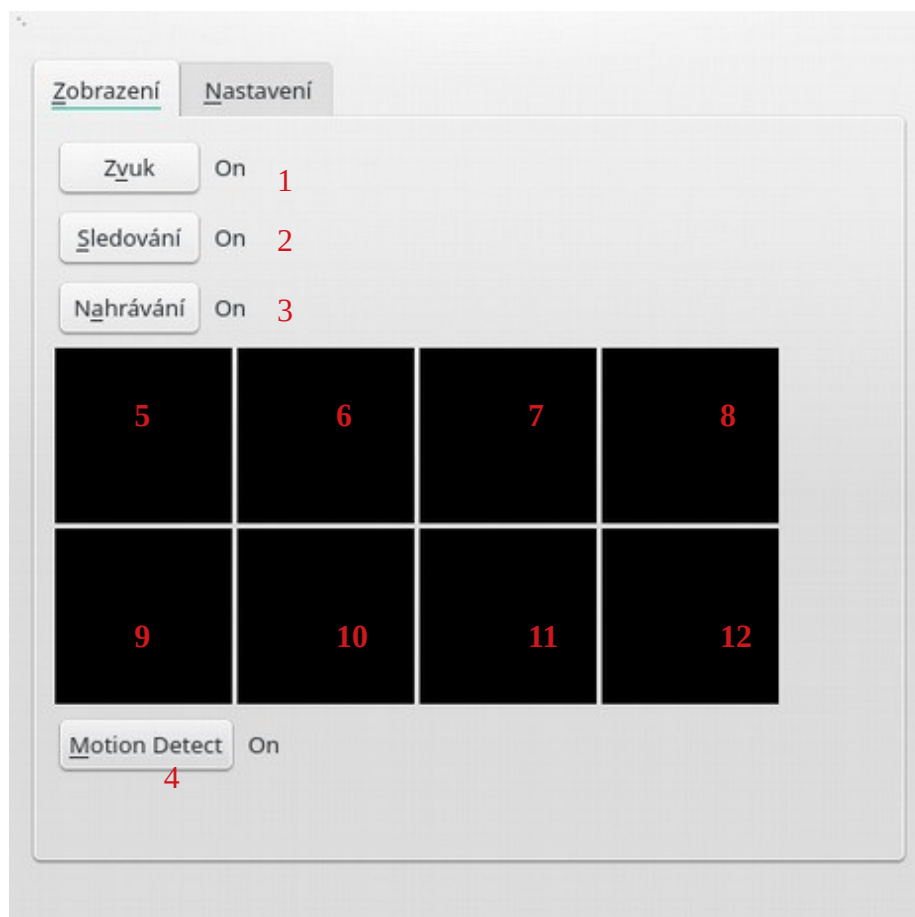 Zobrazení Nastavení
Zvuk On 1
Sledování On 2
Nahrávání On 3
5 6 7 8
9 10 11 12
Motion Detect On
4